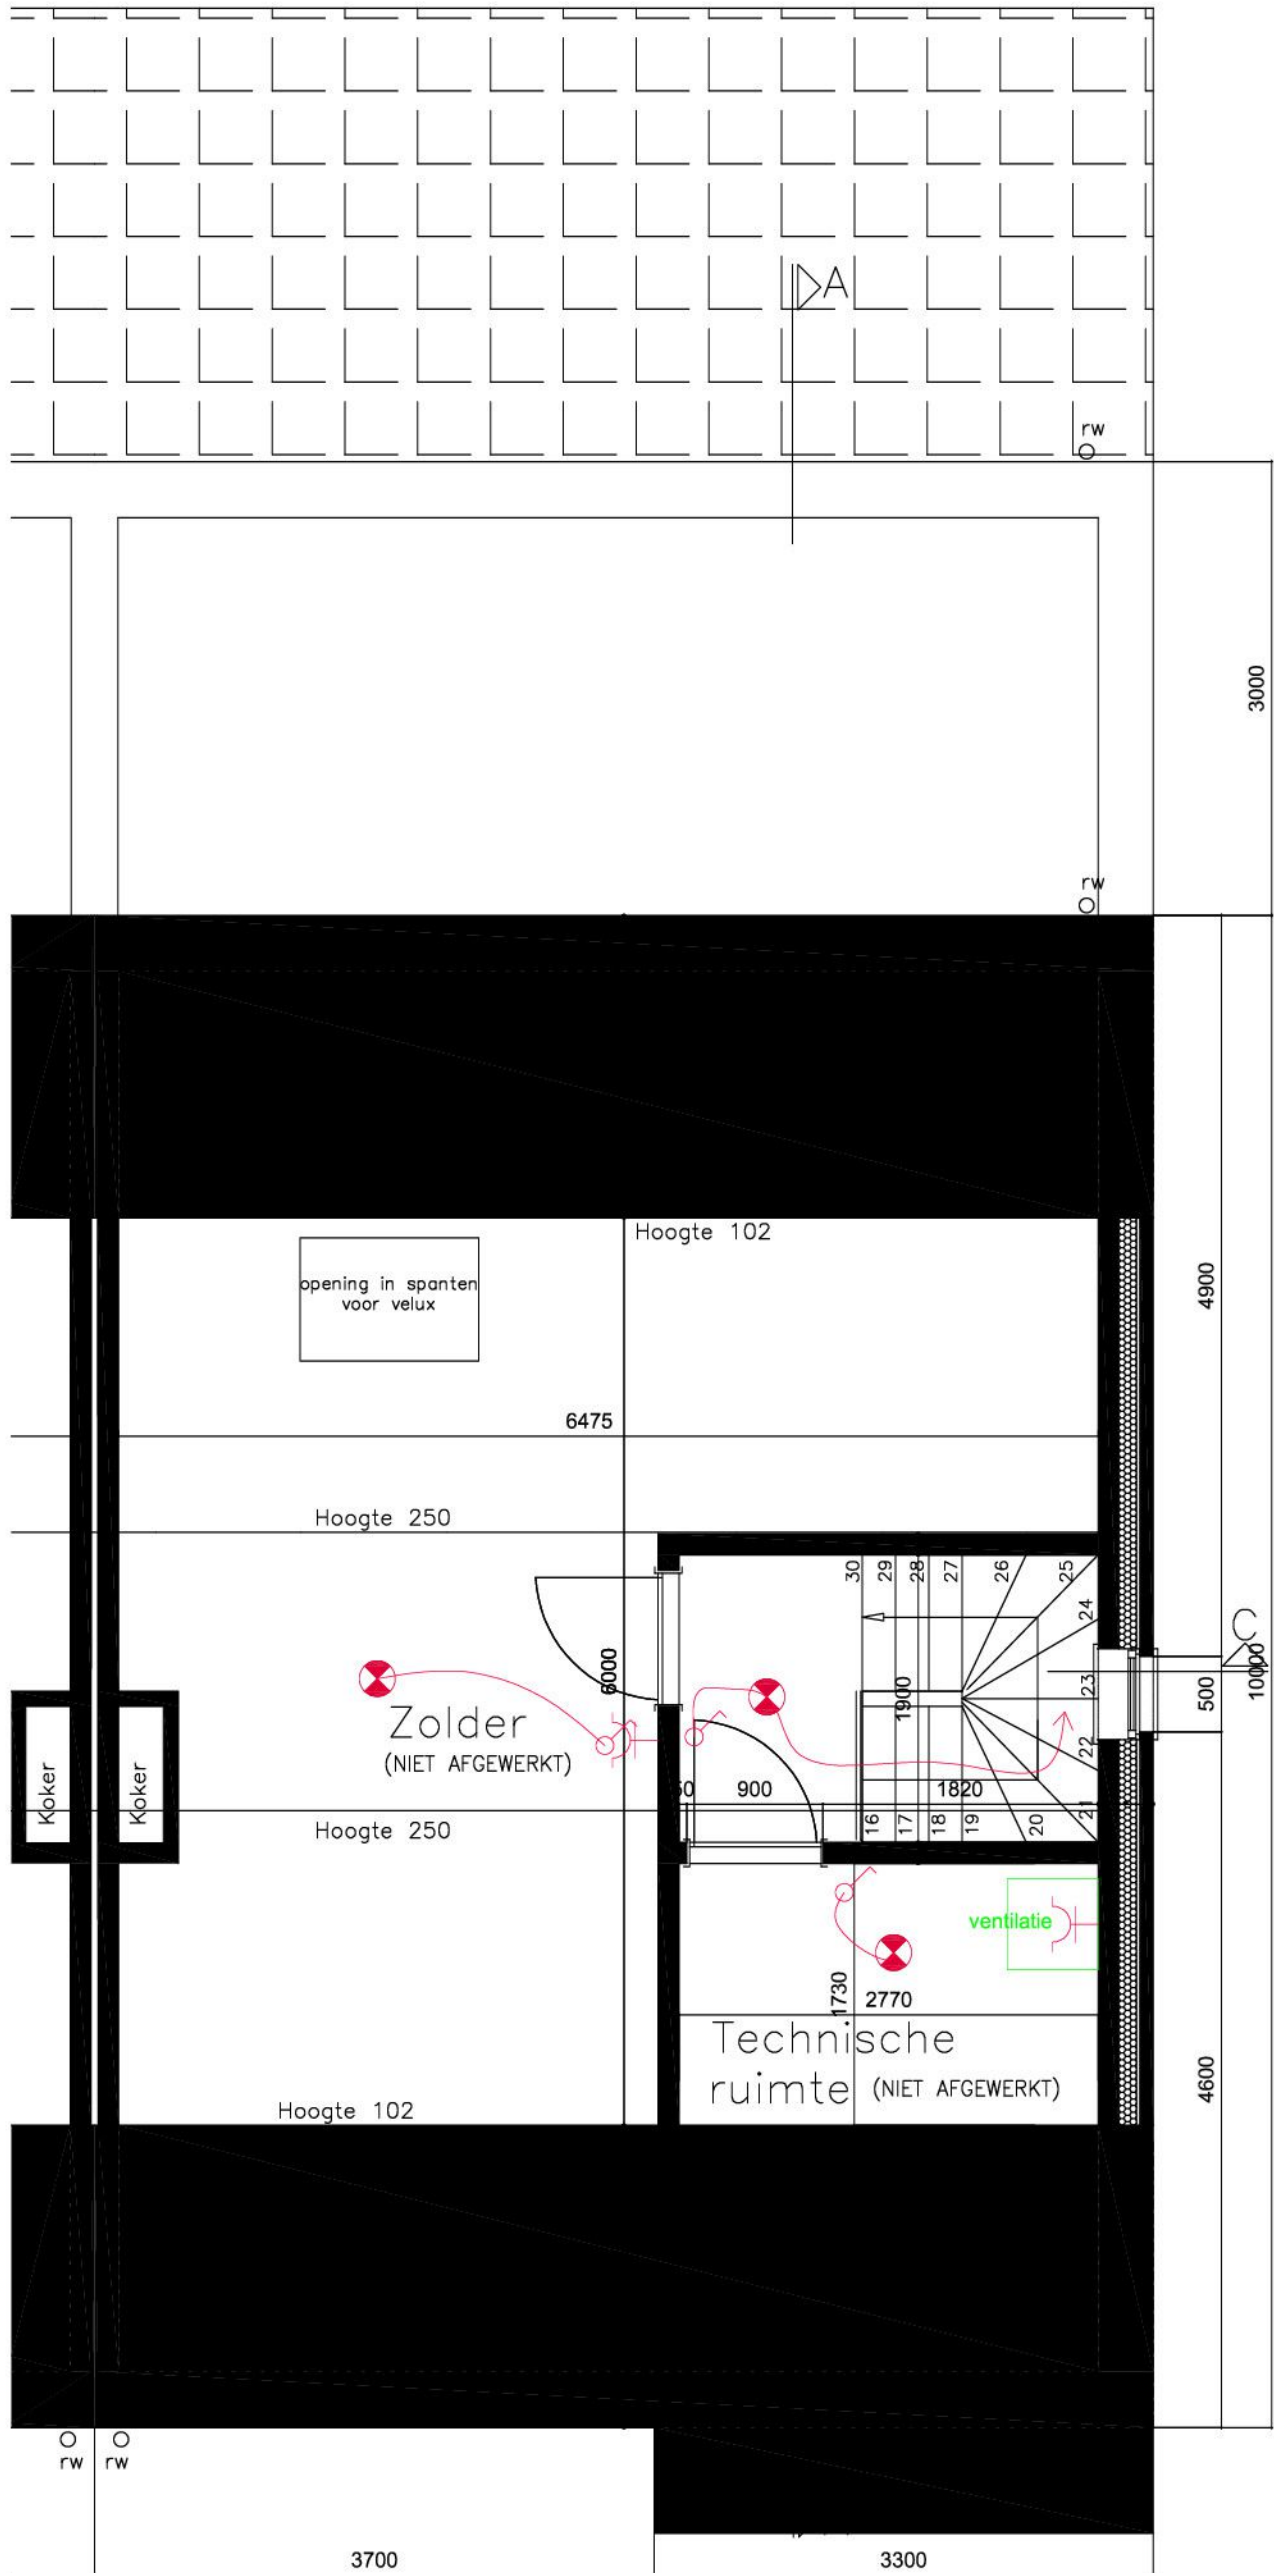 A
rw
3000
rw
Hoogte 102
opening in spanten
voor velux
4900
6475
Hoogte 250
30
29
28
27
26
25
24
C
6000
23
1900
500
10000
Zolder
(NIET AFGEWERKT)
22
Koker
Koker
900
1820
21
Hoogte 250
16
17
18
19
20
ventilatie
1730
2770
Technische
ruimte (NIET AFGEWERKT)
4600
Hoogte 102
rw
rw
3700
3300